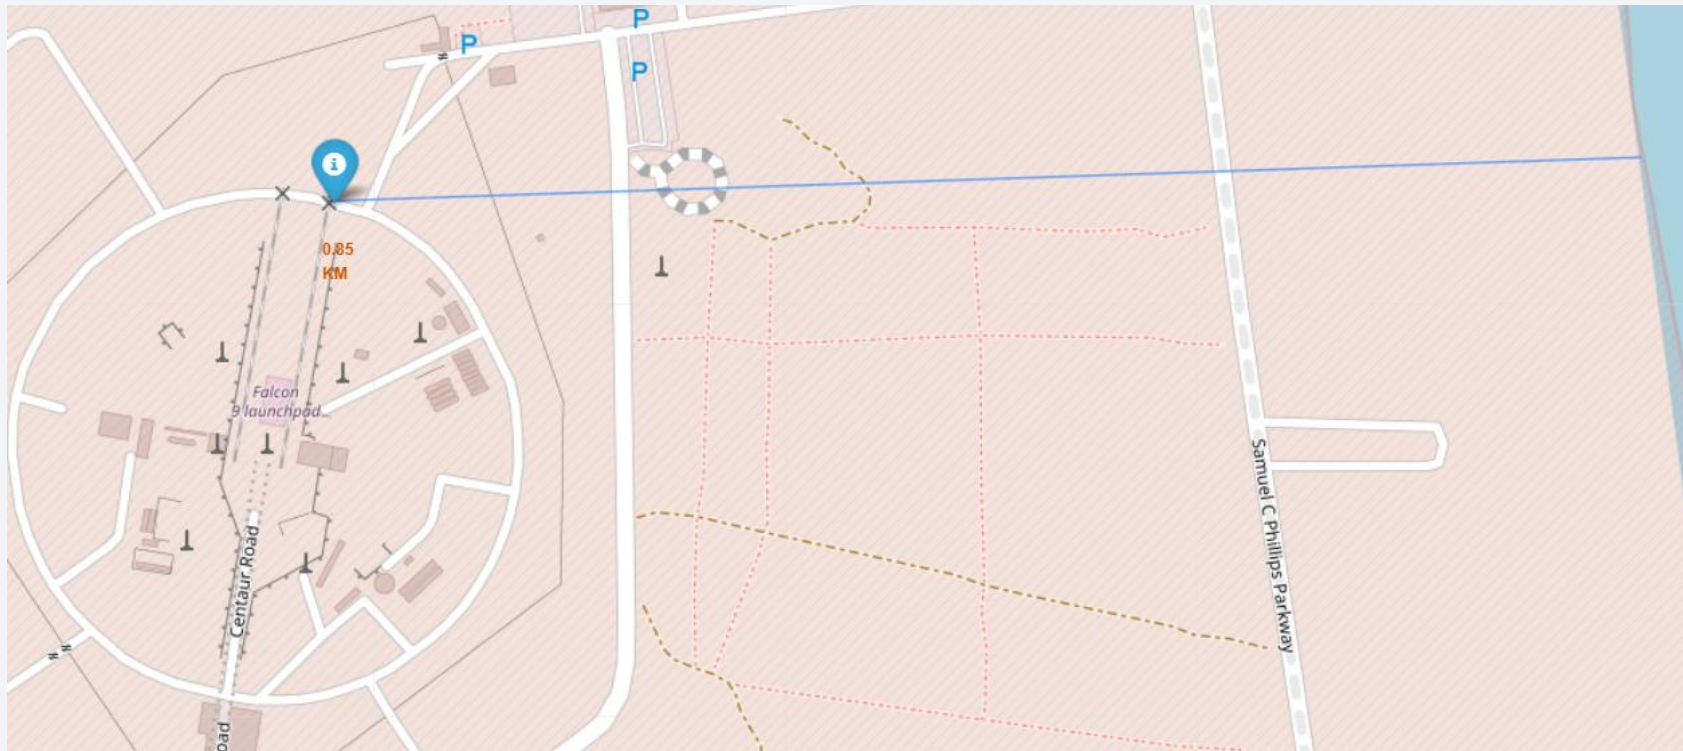 P
P
P
i
0.85
KM
Falcon
9 launchpad...
Centaur Road
Samuel C Phillips Parkway
oad